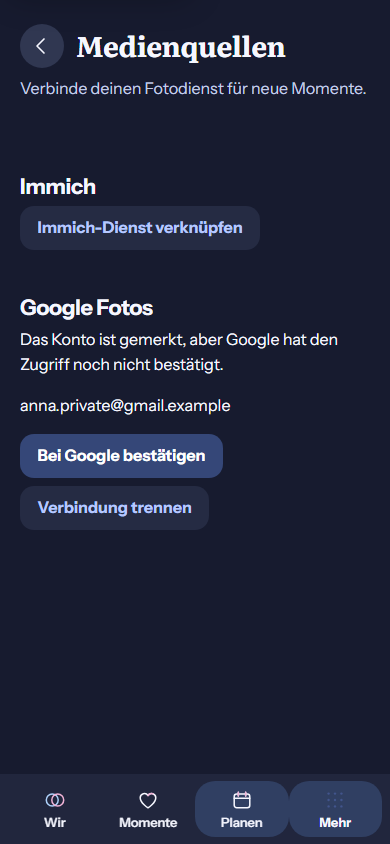 Medienquellen
Verbinde deinen Fotodienst für neue Momente.
Immich
Immich-Dienst verknüpfen
Google Fotos
Das Konto ist gemerkt, aber Google hat den
Zugriff noch nicht bestätigt.
anna.private@gmail.example
Bei Google bestätigen
Verbindung trennen
Wir
Momente
Planen
Mehr